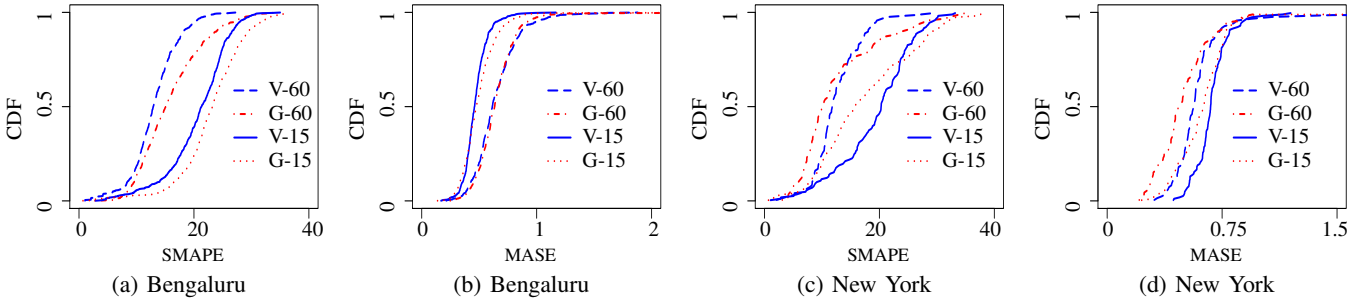 CDF
0 0.5 1
0 20 40
SMAPE
V-60
G-60
V-15
G-15
(a) Bengaluru
CDF
0 0.5 1
0 1 2
MASE
V-60
G-60
V-15
G-15
(b) Bengaluru
CDF
0 0.5 1
0 20 40
SMAPE
V-60
G-60
V-15
G-15
(c) New York
CDF
0 0.5 1
0 0.75 1.5
MASE
V-60
G-60
V-15
G-15
(d) New York